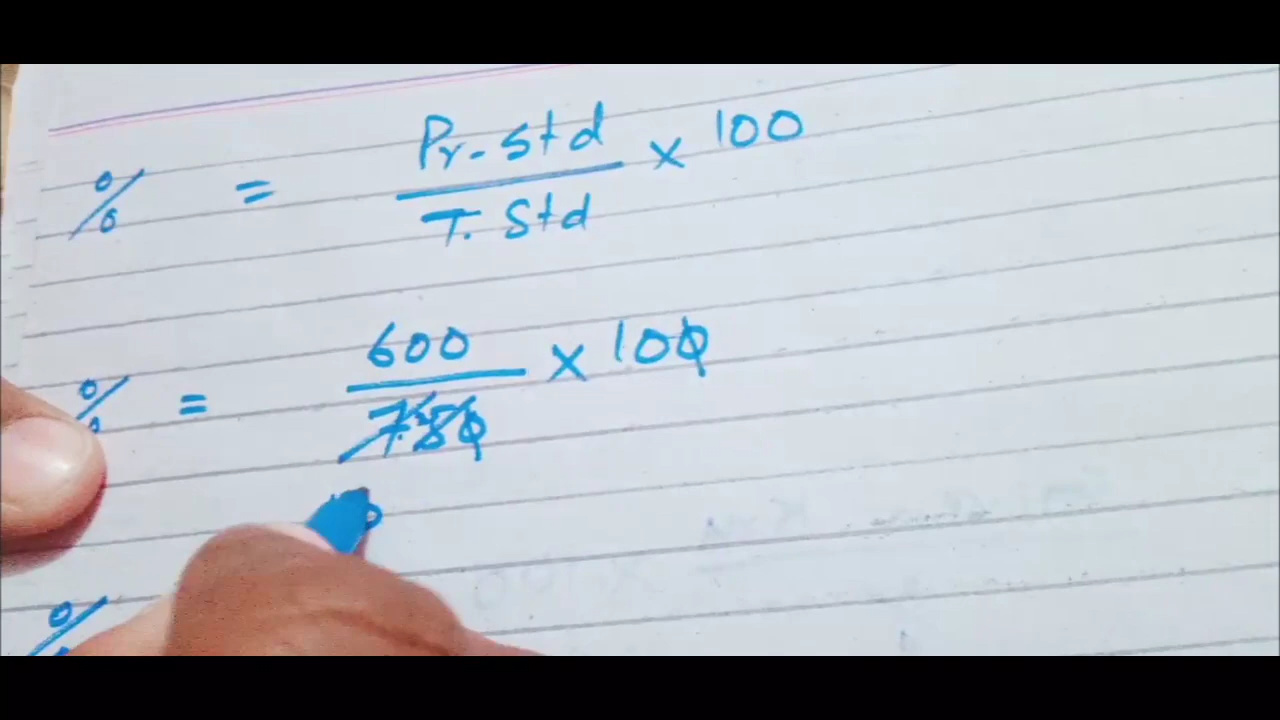 % = Pr. Std / T. Std × 100
% = 600 / 750 × 100
%